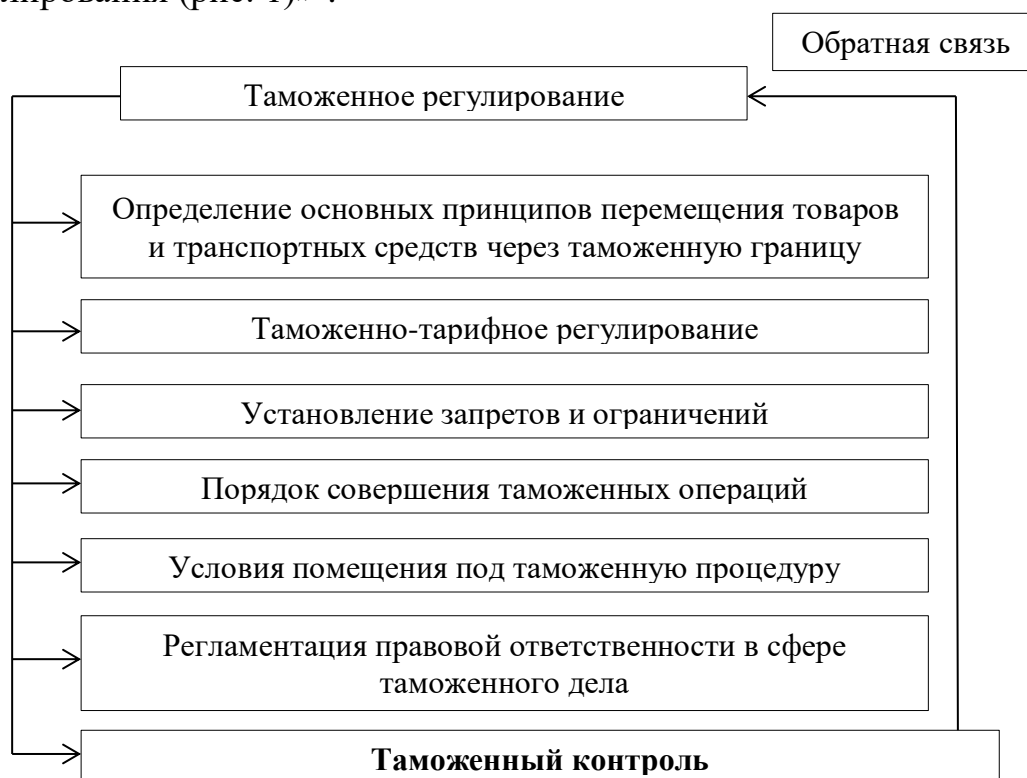 лирования (рис. 1)»
Обратная связь
Таможенное регулирование
Определение основных принципов перемещения товаров
и транспортных средств через таможенную границу
Таможенно-тарифное регулирование
Установление запретов и ограничений
Порядок совершения таможенных операций
Условия помещения под таможенную процедуру
Регламентация правовой ответственности в сфере
таможенного дела
Таможенный контроль